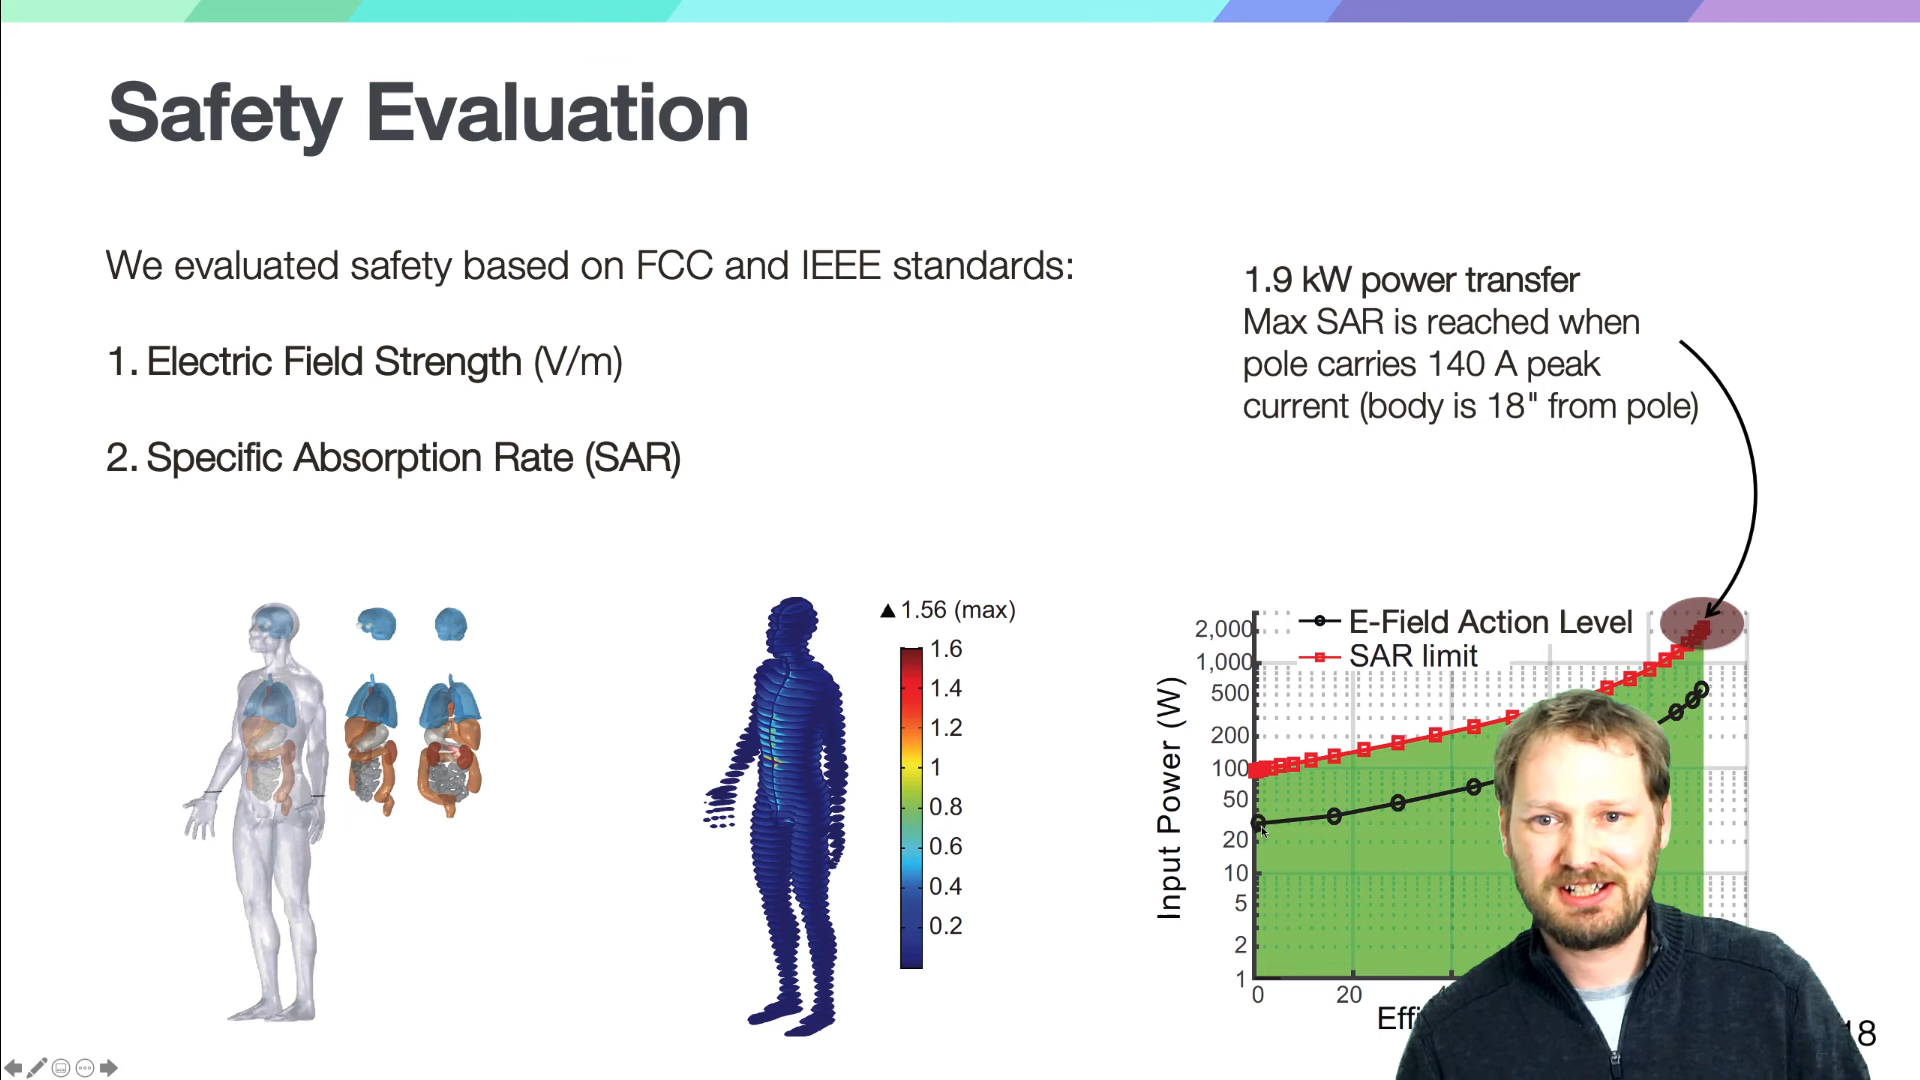 Safety Evaluation
We evaluated safety based on FCC and IEEE standards:
1. Electric Field Strength (V/m)
2. Specific Absorption Rate (SAR)
1.9 kW power transfer
Max SAR is reached when
pole carries 140 A peak
current (body is 18" from pole)
▲ 1.56 (max)
1.6
1.4
1.2
1
0.8
0.6
0.4
0.2
E-Field Action Level
SAR limit
Input Power (W)
2,000
1,000
500
200
100
50
20
10
5
2
1
0 20
18